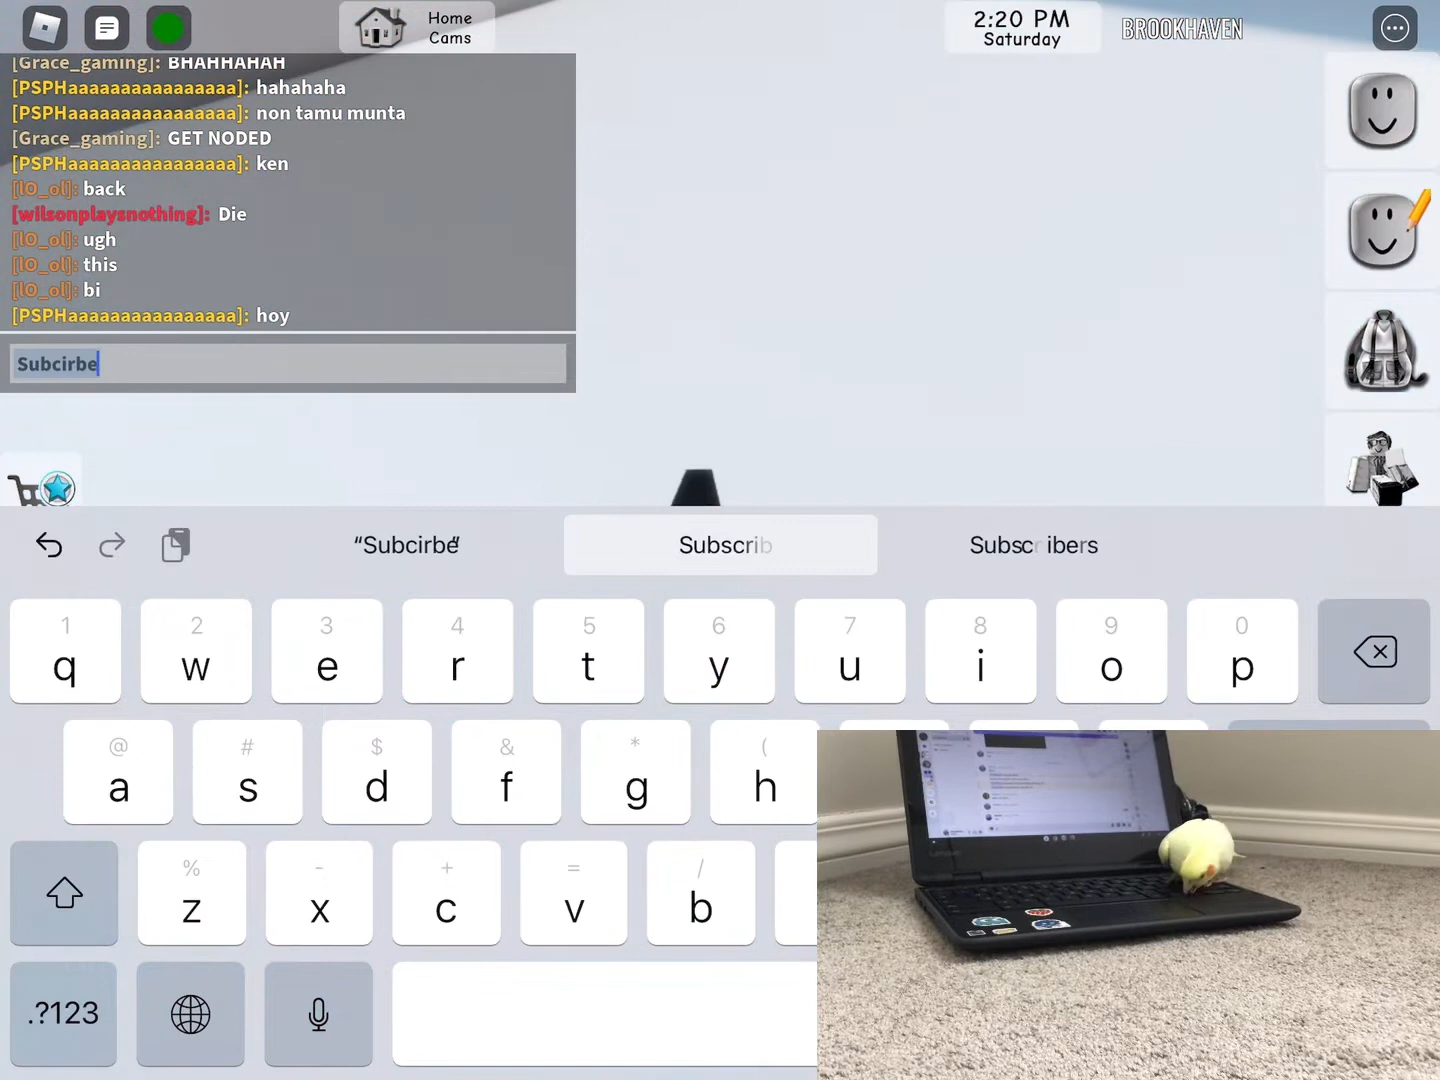 Home
Cams
2:20 PM
Saturday
BROOKHAVEN
[Grace_gaming]: BHAHHAHAH
[PSPHaaaaaaaaaaaaaaaa]: hahahaha
[PSPHaaaaaaaaaaaaaaaa]: non tamu munta
[Grace_gaming]: GET NODED
[PSPHaaaaaaaaaaaaaaaa]: ken
[lO_ol]: back
[wilsonplaysnothing]: Die
[lO_ol]: ugh
[lO_ol]: this
[lO_ol]: bi
[PSPHaaaaaaaaaaaaaaaa]: hoy
Subcirbe
“Subcirbe” Subscrib Subscribers
1 2 3 4 5 6 7 8 9 0
q w e r t y u i o p
@ # $ & * (
a s d f g h
% - + = /
z x c v b
.?123